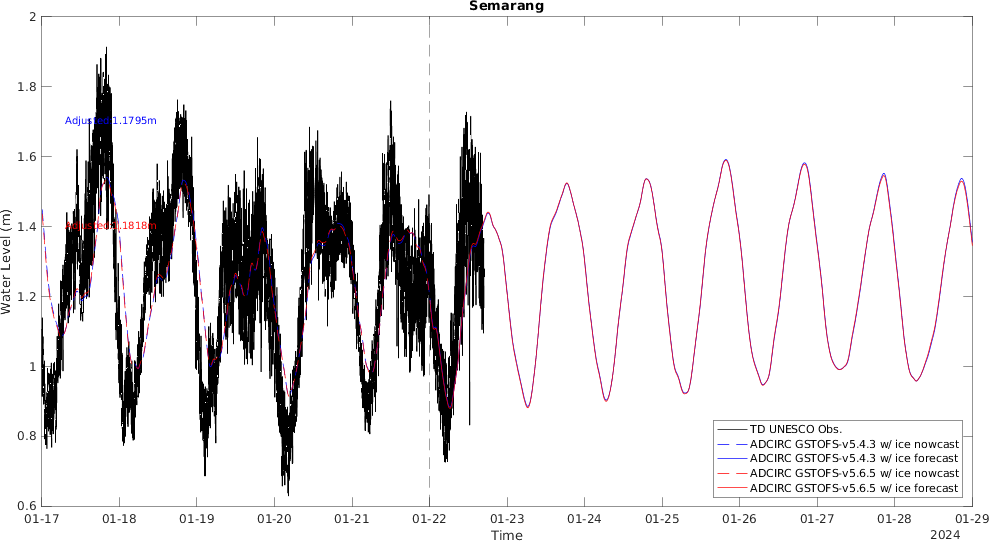 Semarang
2
1.8
1.6
1.4
1.2
1
0.8
0.6
Water Level (m)
Adjusted 1.1795m
Adjusted 1.1818m
TD UNESCO Obs.
ADCIRC GSTOFS-v5.4.3 w/ ice nowcast
ADCIRC GSTOFS-v5.4.3 w/ ice forecast
ADCIRC GSTOFS-v5.6.5 w/ ice nowcast
ADCIRC GSTOFS-v5.6.5 w/ ice forecast
01-17 01-18 01-19 01-20 01-21 01-22 01-23 01-24 01-25 01-26 01-27 01-28 01-29
Time
2024